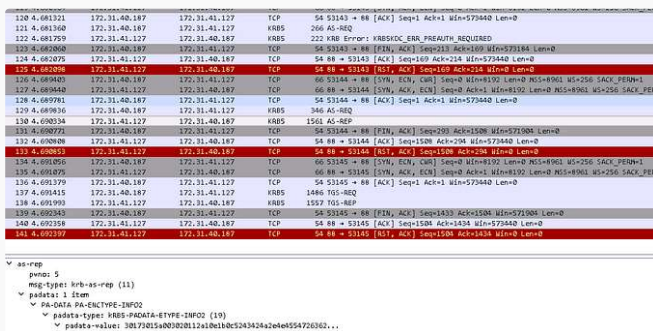 120 4.681321 172.31.40.187 172.31.41.127 TCP 54 53143 → 88 [ACK] Seq=1 Ack=1 Win=573440 Len=0
121 4.681360 172.31.40.187 172.31.41.127 KRB5 266 AS-REQ
122 4.681759 172.31.41.127 172.31.40.187 KRB5 222 KRB Error: KRB5KDC_ERR_PREAUTH_REQUIRED
123 4.682060 172.31.40.187 172.31.41.127 TCP 54 53143 → 88 [FIN, ACK] Seq=213 Ack=169 Win=573184 Len=0
124 4.682075 172.31.41.127 172.31.40.187 TCP 54 88 → 53143 [ACK] Seq=169 Ack=214 Win=573440 Len=0
125 4.682098 172.31.41.127 172.31.40.187 TCP 54 88 → 53143 [RST, ACK] Seq=169 Ack=214 Win=0 Len=0
126 4.689403 172.31.40.187 172.31.41.127 TCP 66 53144 → 88 [SYN, ECN, CWR] Seq=0 Win=8192 Len=0 MSS=8961 WS=256 SACK_PERM=1
127 4.689440 172.31.41.127 172.31.40.187 TCP 66 88 → 53144 [SYN, ACK, ECN] Seq=0 Ack=1 Win=8192 Len=0 MSS=8961 WS=256 SACK_PE
128 4.689781 172.31.40.187 172.31.41.127 TCP 54 53144 → 88 [ACK] Seq=1 Ack=1 Win=573440 Len=0
129 4.689836 172.31.40.187 172.31.41.127 KRB5 346 AS-REQ
130 4.690334 172.31.41.127 172.31.40.187 KRB5 1561 AS-REP
131 4.690771 172.31.40.187 172.31.41.127 TCP 54 53144 → 88 [FIN, ACK] Seq=293 Ack=1508 Win=571904 Len=0
132 4.690808 172.31.41.127 172.31.40.187 TCP 54 88 → 53144 [ACK] Seq=1508 Ack=294 Win=573440 Len=0
133 4.690853 172.31.41.127 172.31.40.187 TCP 54 88 → 53144 [RST, ACK] Seq=1508 Ack=294 Win=0 Len=0
134 4.691056 172.31.40.187 172.31.41.127 TCP 66 53145 → 88 [SYN, ECN, CWR] Seq=0 Win=8192 Len=0 MSS=8961 WS=256 SACK_PERM=1
135 4.691075 172.31.41.127 172.31.40.187 TCP 66 88 → 53145 [SYN, ACK, ECN] Seq=0 Ack=1 Win=8192 Len=0 MSS=8961 WS=256 SACK_PE
136 4.691379 172.31.40.187 172.31.41.127 TCP 54 53145 → 88 [ACK] Seq=1 Ack=1 Win=573440 Len=0
137 4.691415 172.31.40.187 172.31.41.127 KRB5 1486 TGS-REQ
138 4.691993 172.31.41.127 172.31.40.187 KRB5 1557 TGS-REP
139 4.692343 172.31.40.187 172.31.41.127 TCP 54 53145 → 88 [FIN, ACK] Seq=1433 Ack=1504 Win=571904 Len=0
140 4.692358 172.31.41.127 172.31.40.187 TCP 54 88 → 53145 [ACK] Seq=1504 Ack=1434 Win=573440 Len=0
141 4.692397 172.31.41.127 172.31.40.187 TCP 54 88 → 53145 [RST, ACK] Seq=1504 Ack=1434 Win=0 Len=0
as-rep
pvno: 5
msg-type: krb-as-rep (11)
padata: 1 item
PA-DATA PA-ENCTYPE-INFO2
padata-type: kRB5-PADATA-ETYPE-INFO2 (19)
padata-value: 30173015a003020112a10e1b0c5243424a2e4e4554726362...